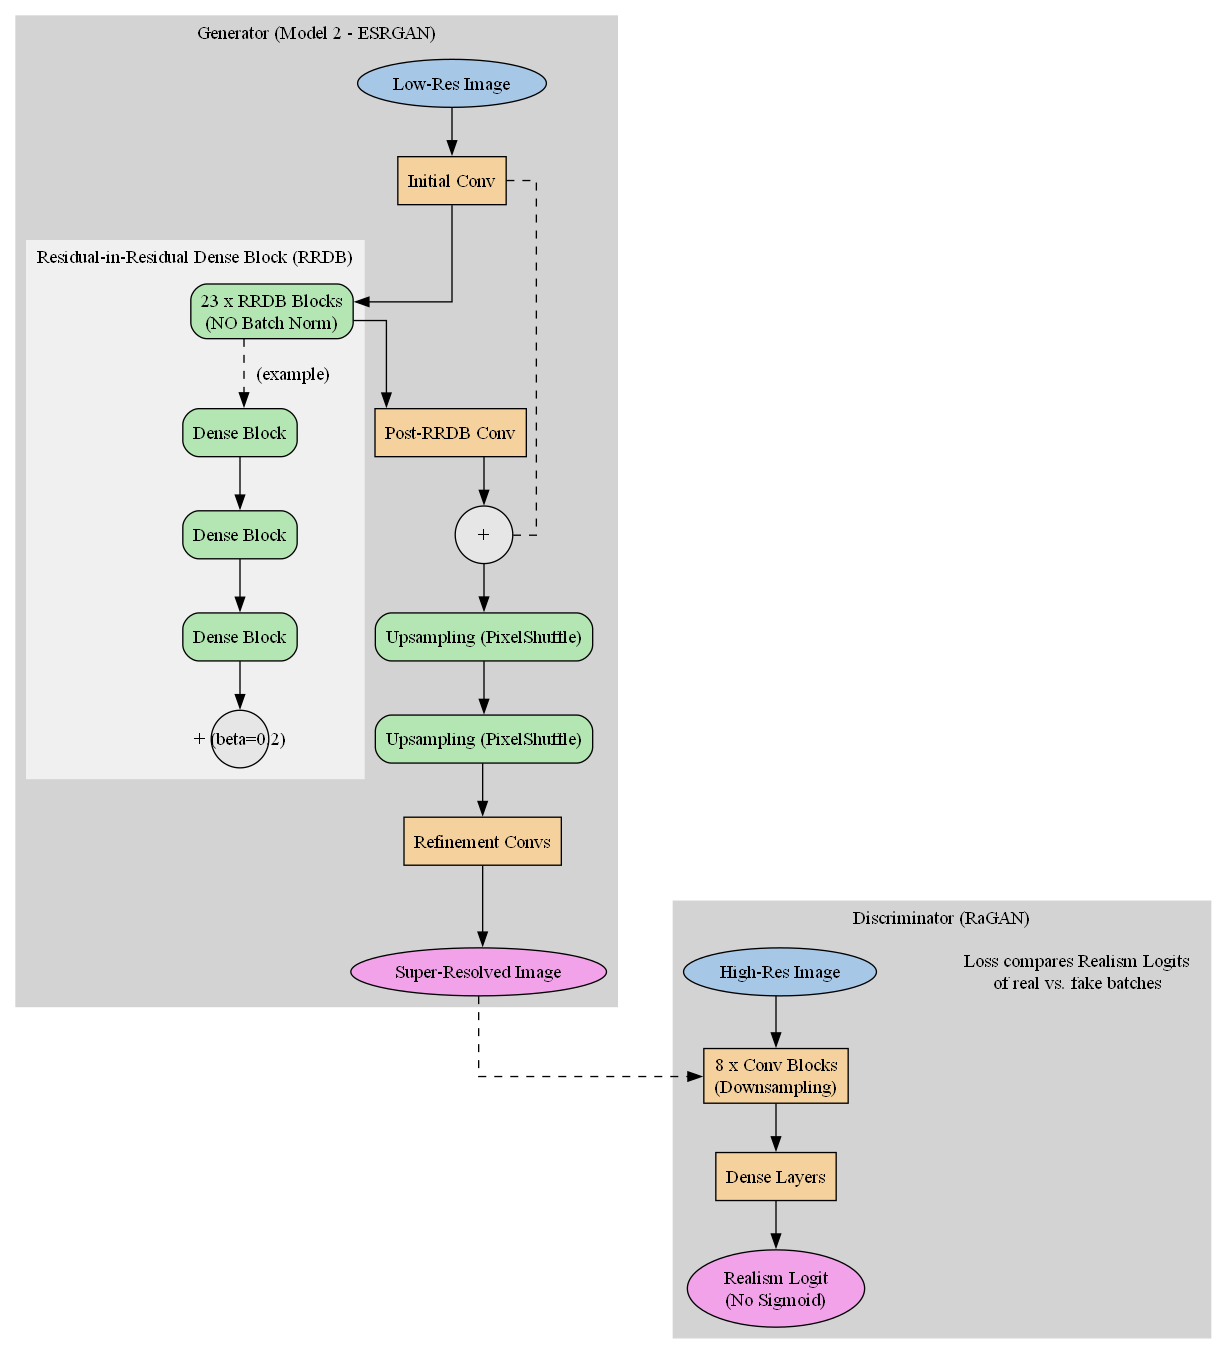 Generator (Model 2 - ESRGAN)
Low-Res Image
Initial Conv
Residual-in-Residual Dense Block (RRDB)
23 x RRDB Blocks
(NO Batch Norm)
(example)
Dense Block
Post-RRDB Conv
Dense Block
+
Dense Block
Upsampling (PixelShuffle)
+ (beta=0.2)
Upsampling (PixelShuffle)
Refinement Convs
Super-Resolved Image
Discriminator (RaGAN)
High-Res Image
Loss compares Realism Logits
of real vs. fake batches
8 x Conv Blocks
(Downsampling)
Dense Layers
Realism Logit
(No Sigmoid)